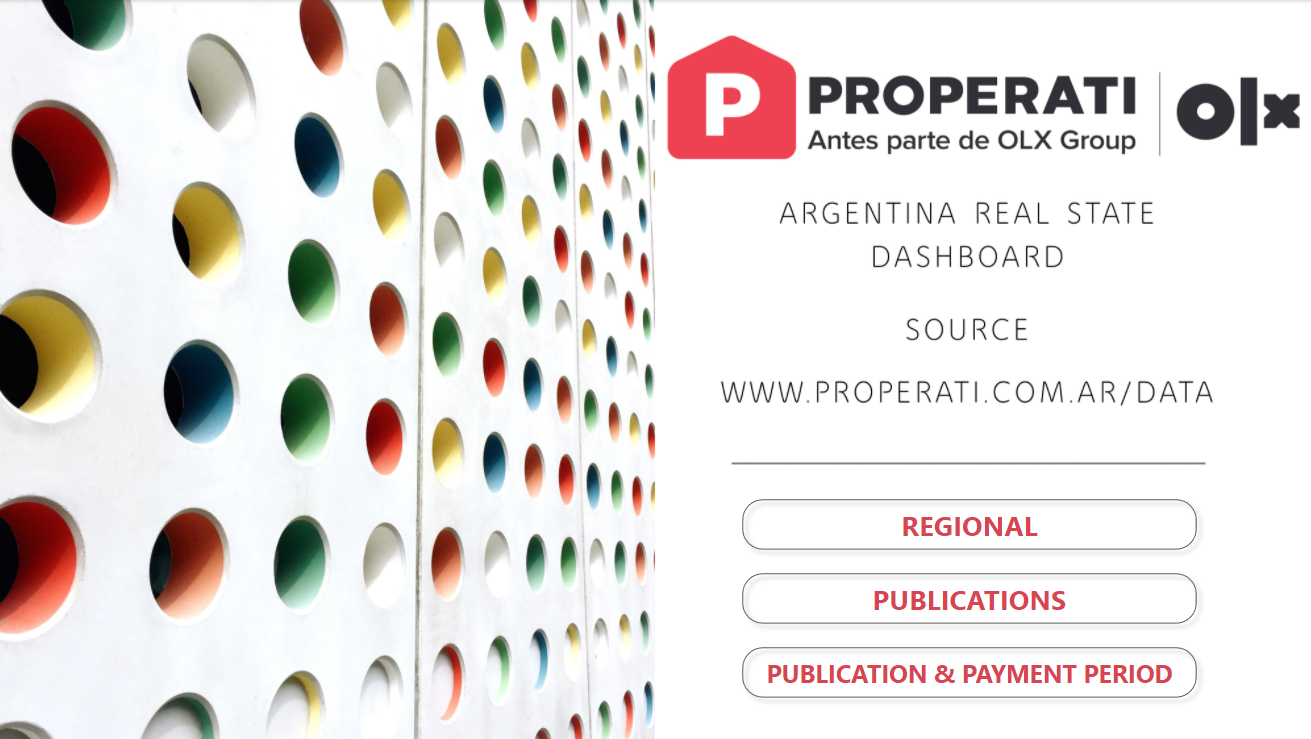 P PROPERATI
Antes parte de OLX Group
olx
ARGENTINA REAL STATE
DASHBOARD
SOURCE
WWW.PROPERATI.COM.AR/DATA
REGIONAL
PUBLICATIONS
PUBLICATION & PAYMENT PERIOD